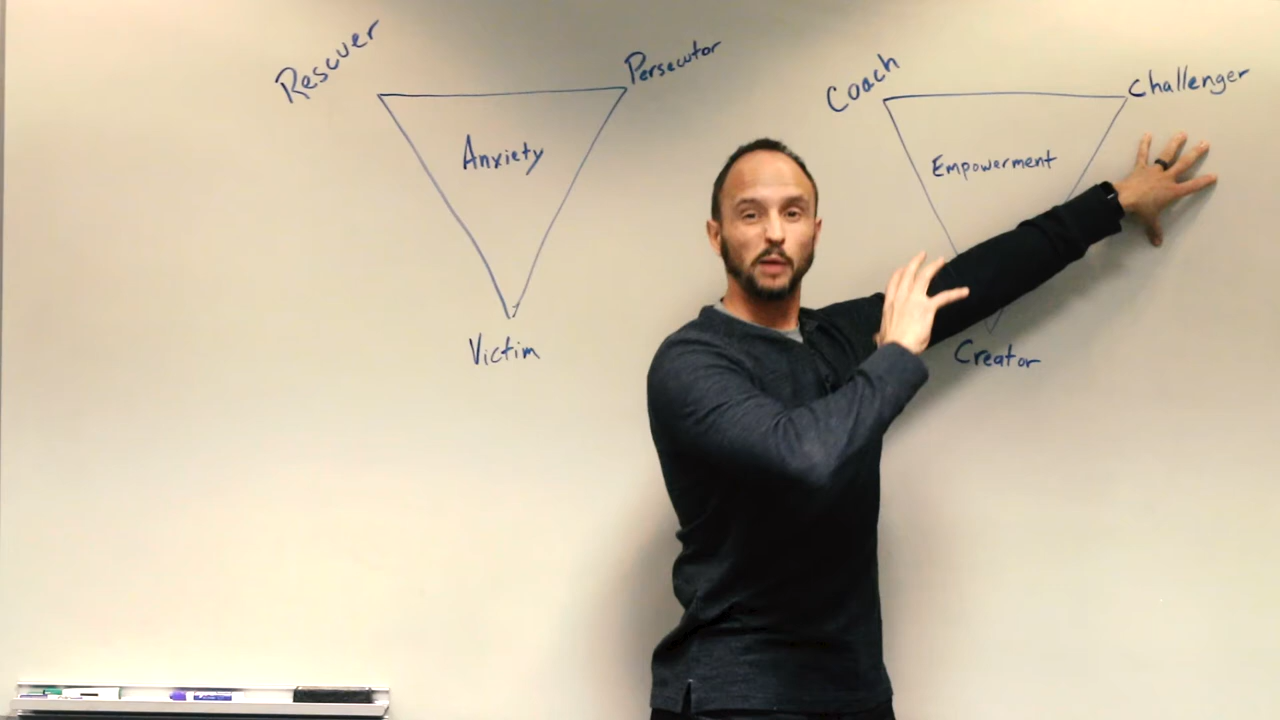 Rescuer
Persecutor
Anxiety
Victim
Coach
Challenger
Empowerment
Creator